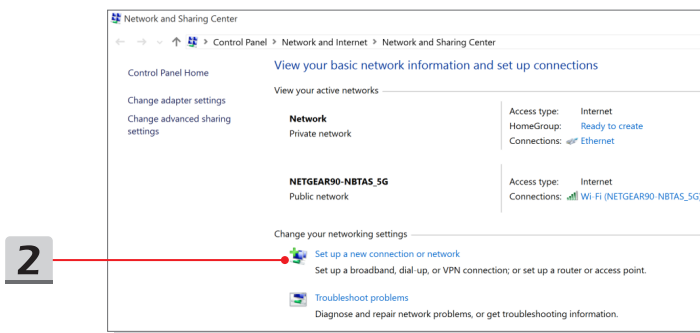 Network and Sharing Center
Control Panel > Network and Internet > Network and Sharing Center
Control Panel Home
Change adapter settings
Change advanced sharing
settings
View your basic network information and set up connections
View your active networks
Network
Private network
Access type: Internet
HomeGroup: Ready to create
Connections: Ethernet
NETGEAR90-NBTAS_5G
Public network
Access type: Internet
Connections: Wi-Fi (NETGEAR90-NBTAS_5G)
Change your networking settings
2
Set up a new connection or network
Set up a broadband, dial-up, or VPN connection; or set up a router or access point.
Troubleshoot problems
Diagnose and repair network problems, or get troubleshooting information.